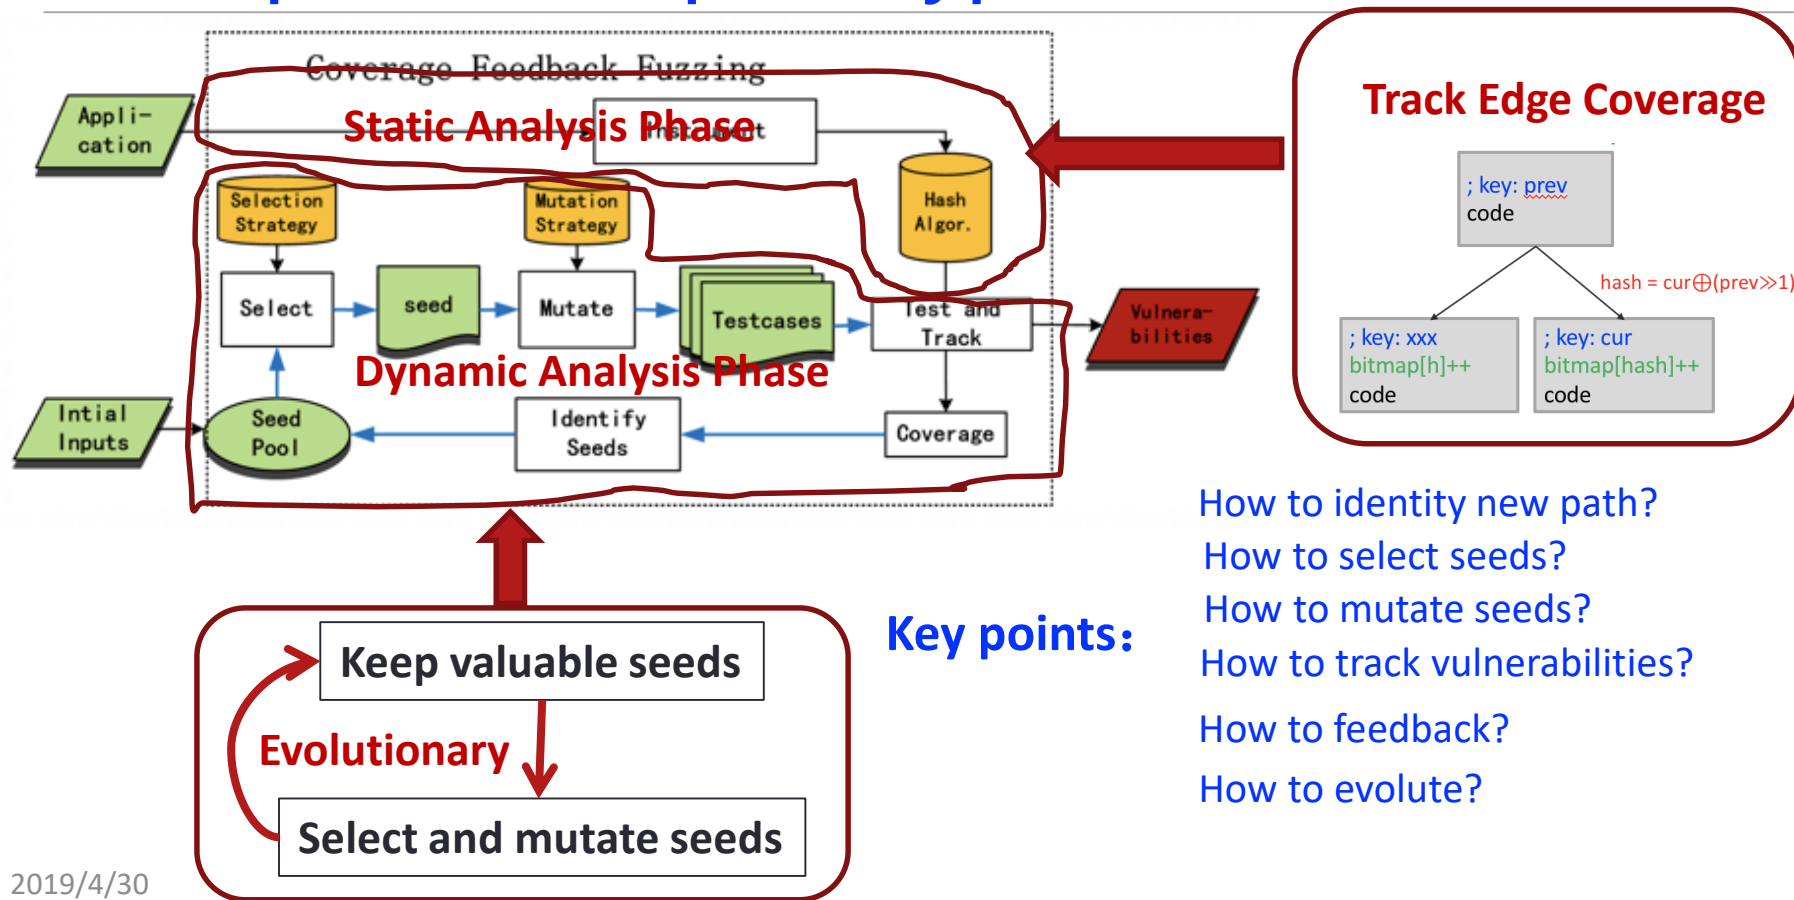 Coverage Feedback Fuzzing
Appli-
cation
Static Analysis Phase
Instrument
Hash
Algor.
Selection
Strategy
Mutation
Strategy
Select
seed
Mutate
Testcases
Test and
Track
Vulnera-
bilities
Dynamic Analysis Phase
Intial
Inputs
Seed
Pool
Identify
Seeds
Coverage
Track Edge Coverage
; key: prev
code
hash = cur⊕(prev≫1)
; key: xxx
bitmap[h]++
code
; key: cur
bitmap[hash]++
code
Keep valuable seeds
Evolutionary
Select and mutate seeds
Key points：
How to identity new path?
How to select seeds?
How to mutate seeds?
How to track vulnerabilities?
How to feedback?
How to evolute?
2019/4/30